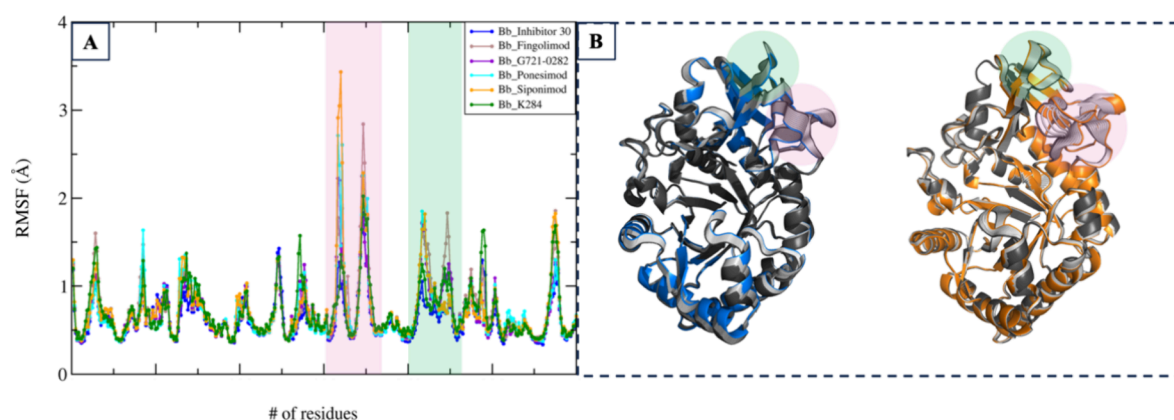 A
B
Bb_Inhibitor 30
Bb_Fingolimod
Bb_G721-0282
Bb_Ponesimod
Bb_Siponimod
Bb_K284
RMSF (Å)
4
3
2
1
0
# of residues